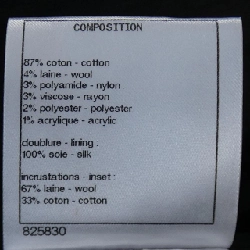 COMPOSITION
87% coton - cotton
4% laine - wool
3% polyamide - nylon
3% viscose - rayon
2% polyester - polyester
1% acrylique - acrylic
doublure - lining :
100% soie - silk
incrustations - inset :
67% laine - wool
33% coton - cotton
825830